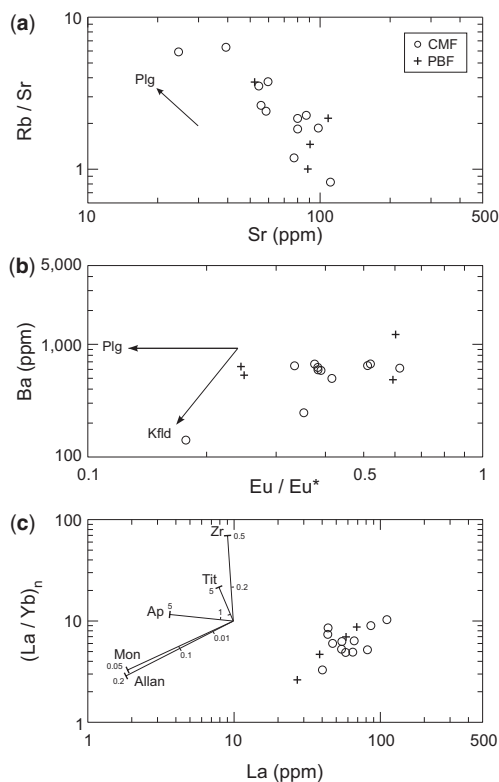 (a)
10
Rb / Sr
1
Plg
CMF
PBF
10
100
500
Sr (ppm)
(b)
5,000
1,000
100
Ba (ppm)
Plg
Kfld
0.1
0.5
1
Eu / Eu*
(c)
100
10
1
(La / Yb)n
Zr
0.5
0.2
Tit
5
Ap
5
1
0.01
0.1
Mon
0.05
0.2
Allan
1
10
100
500
La (ppm)